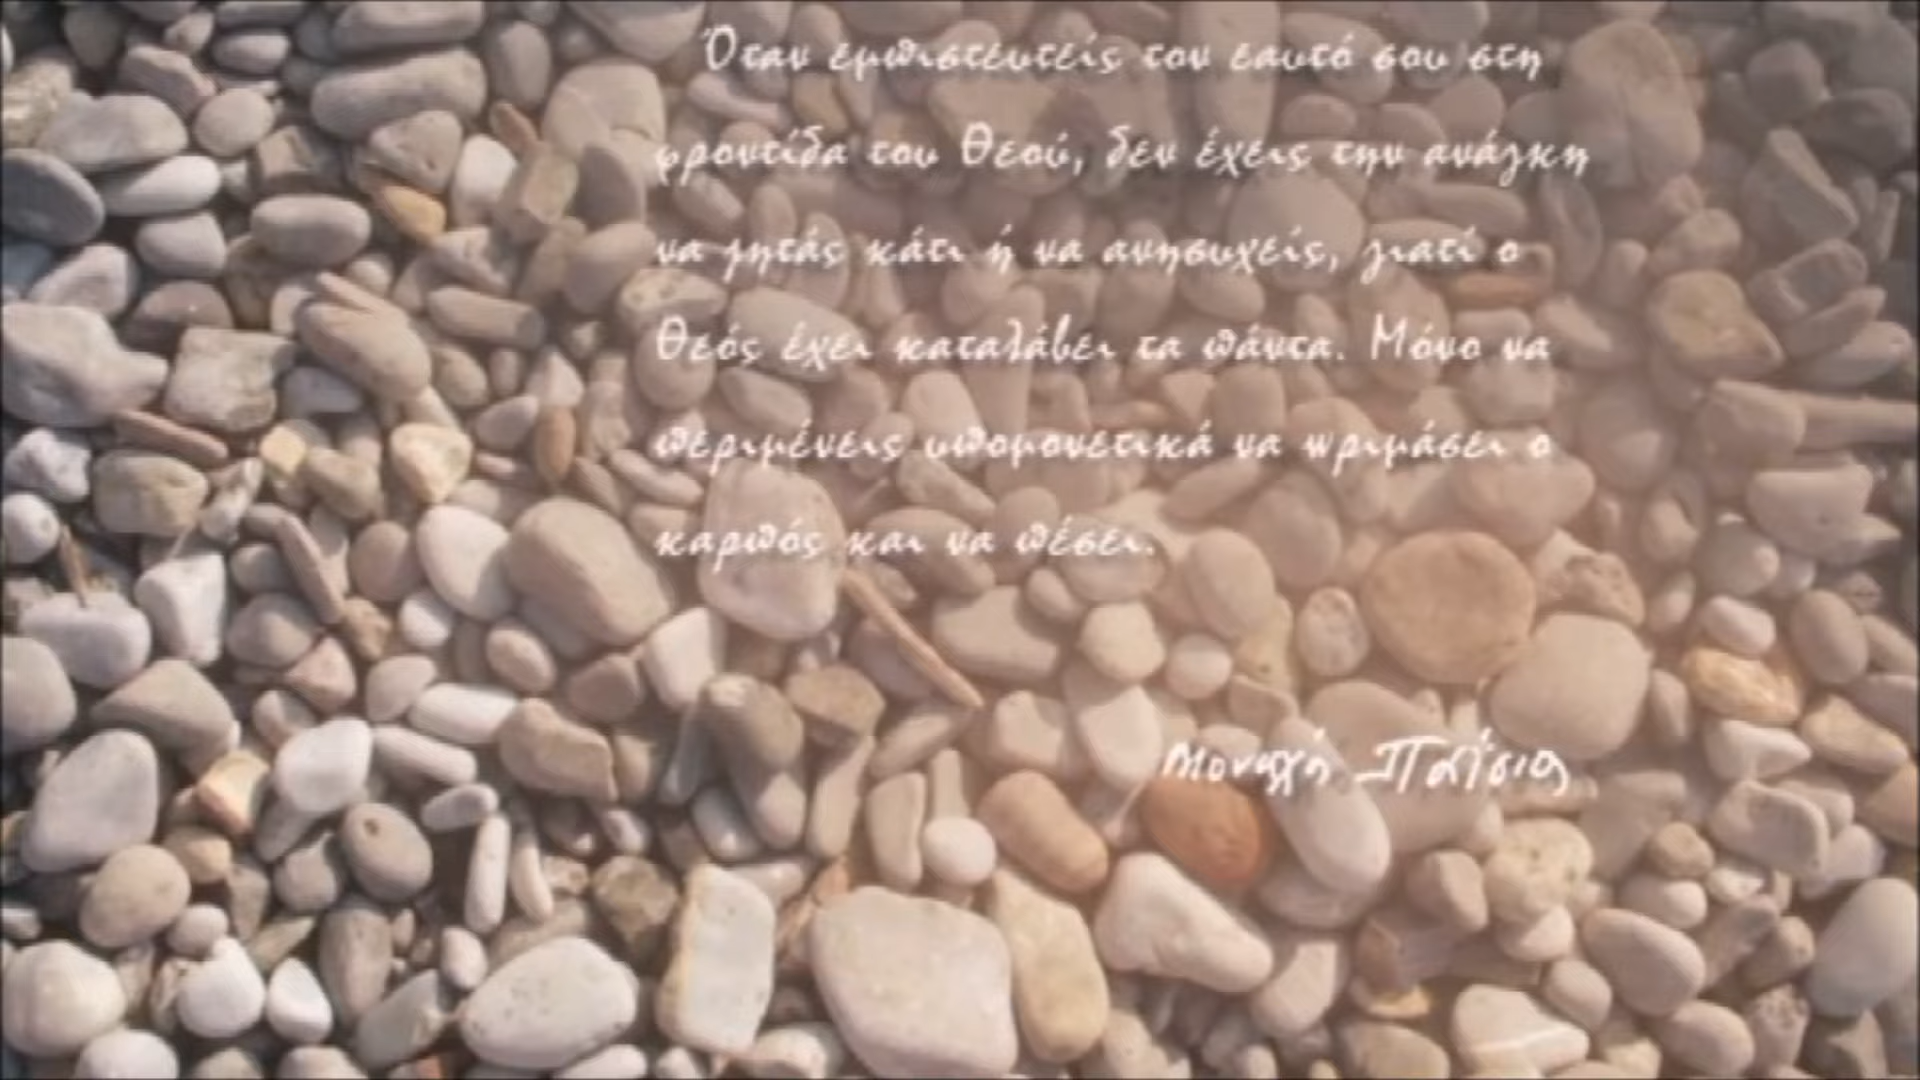 Όταν εμπιστευτείς τον εαυτό σου στη
φροντίδα του Θεού, δεν έχεις την ανάγκη
να ζητάς κάτι ή να ανησυχείς, γιατί ο
Θεός έχει καταλάβει τα πάντα. Μόνο να
περιμένεις υπομονετικά να ωριμάσει ο
καρπός και να πέσει.
Μοναχή Παϊσία